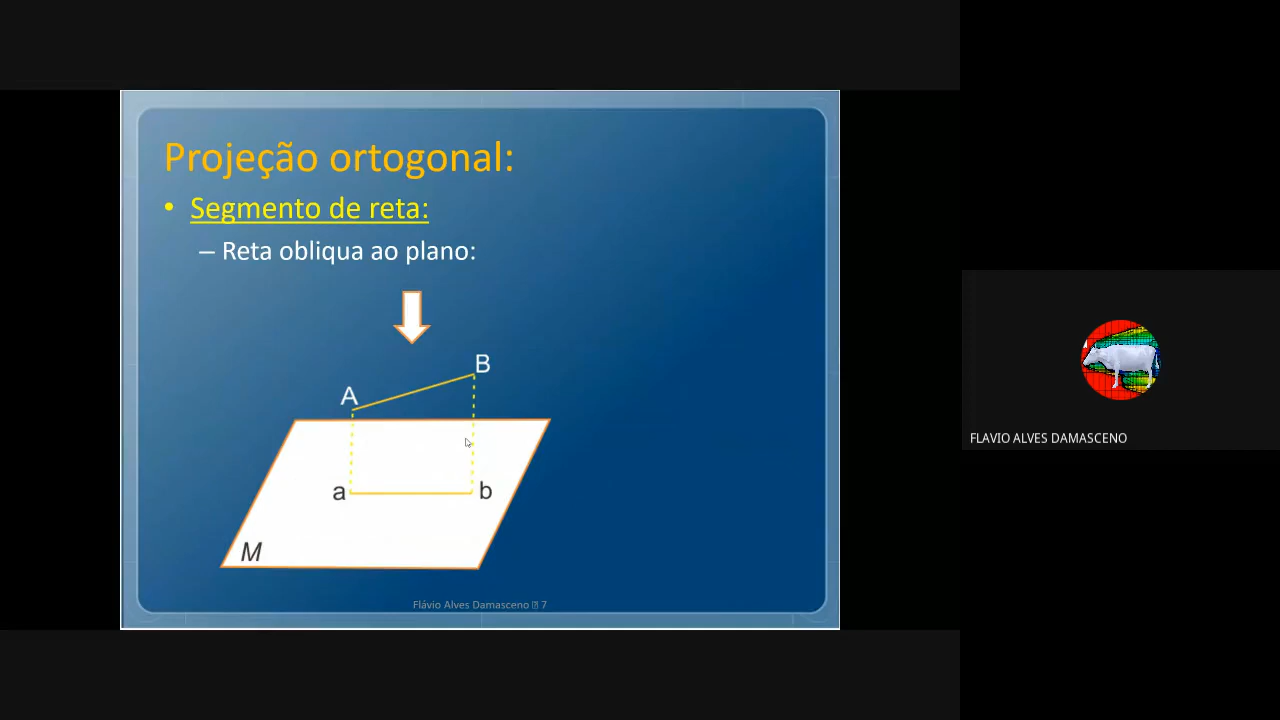 Projeção ortogonal:
• Segmento de reta:
– Reta obliqua ao plano:
B
A
a
b
M
Flávio Alves Damasceno 7
FLAVIO ALVES DAMASCENO